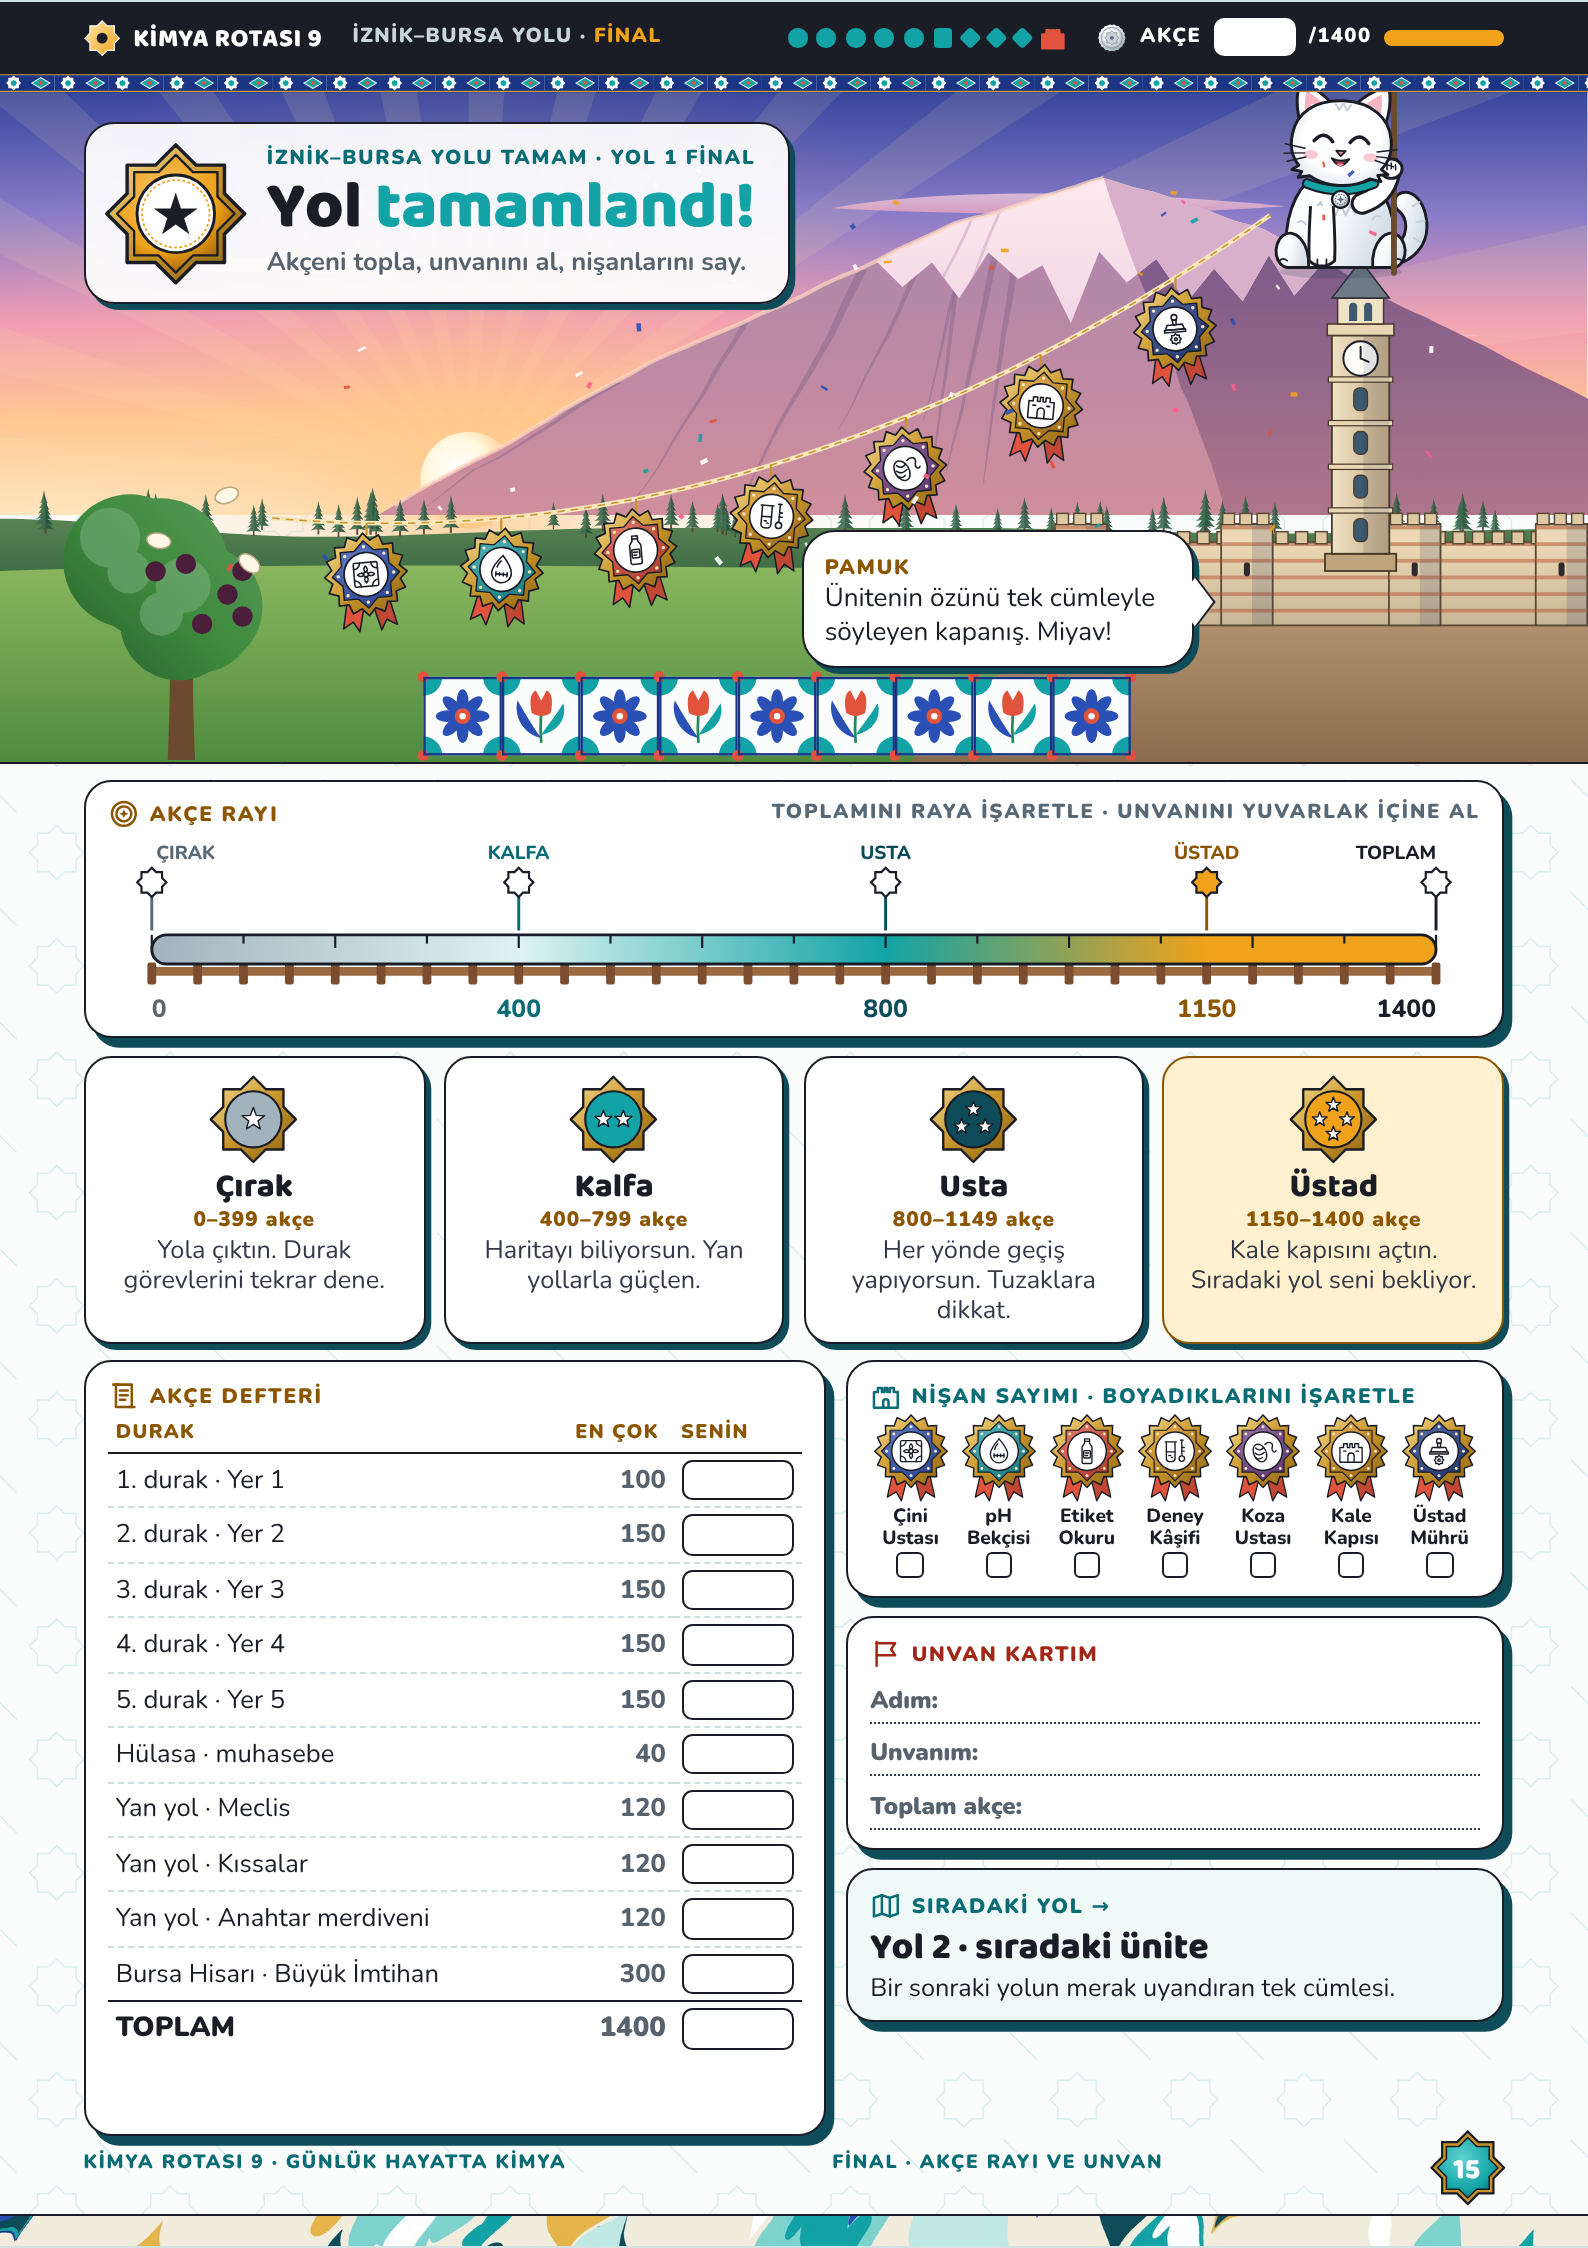 KİMYA ROTASI 9 İZNİK–BURSA YOLU · FİNAL AKÇE /1400
İZNİK–BURSA YOLU TAMAM · YOL 1 FİNAL
Yol tamamlandı!
Akçeni topla, unvanını al, nişanlarını say.
PAMUK
Ünitenin özünü tek cümleyle
söyleyen kapanış. Miyav!
AKÇE RAYI TOPLAMINI RAYA İŞARETLE · UNVANINI YUVARLAK İÇİNE AL
ÇIRAK KALFA USTA ÜSTAD TOPLAM
0 400 800 1150 1400
Çırak
0–399 akçe
Yola çıktın. Durak
görevlerini tekrar dene.
Kalfa
400–799 akçe
Haritayı biliyorsun. Yan
yollarla güçlen.
Usta
800–1149 akçe
Her yönde geçiş
yapıyorsun. Tuzaklara
dikkat.
Üstad
1150–1400 akçe
Kale kapısını açtın.
Sıradaki yol seni bekliyor.
AKÇE DEFTERİ
DURAK EN ÇOK SENİN
1. durak · Yer 1 100
2. durak · Yer 2 150
3. durak · Yer 3 150
4. durak · Yer 4 150
5. durak · Yer 5 150
Hülasa · muhasebe 40
Yan yol · Meclis 120
Yan yol · Kıssalar 120
Yan yol · Anahtar merdiveni 120
Bursa Hisarı · Büyük İmtihan 300
TOPLAM 1400
NİŞAN SAYIMI · BOYADIKLARINI İŞARETLE
Çini Ustası
pH Bekçisi
Etiket Okuru
Deney Kâşifi
Koza Ustası
Kale Kapısı
Üstad Mührü
UNVAN KARTIM
Adım:
Unvanım:
Toplam akçe:
SIRADAKİ YOL →
Yol 2 · sıradaki ünite
Bir sonraki yolun merak uyandıran tek cümlesi.
KİMYA ROTASI 9 · GÜNLÜK HAYATTA KİMYA FİNAL · AKÇE RAYI VE UNVAN 15